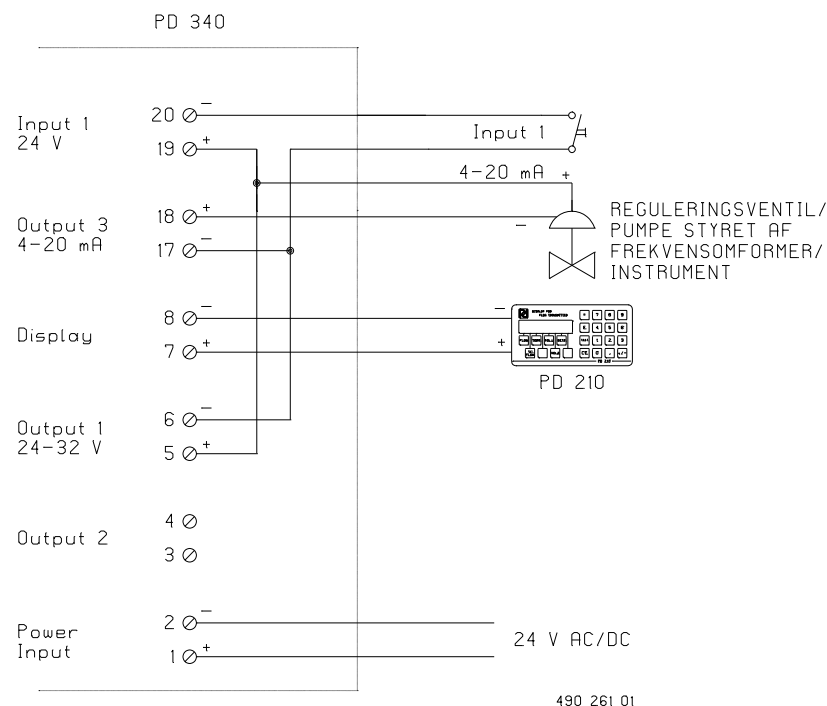 PD 340
Input 1
24 V
20 −
19 +
Input 1
4-20 mA +
Output 3
4-20 mA
18 +
17 −
−
REGULERINGSVENTIL/
PUMPE STYRET AF
FREKVENSOMFORMER/
INSTRUMENT
Display
8 −
7 +
−
+
PD 210
Output 1
24-32 V
6 −
5 +
Output 2
4
3
Power
Input
2 −
1 +
24 V AC/DC
490 261 01